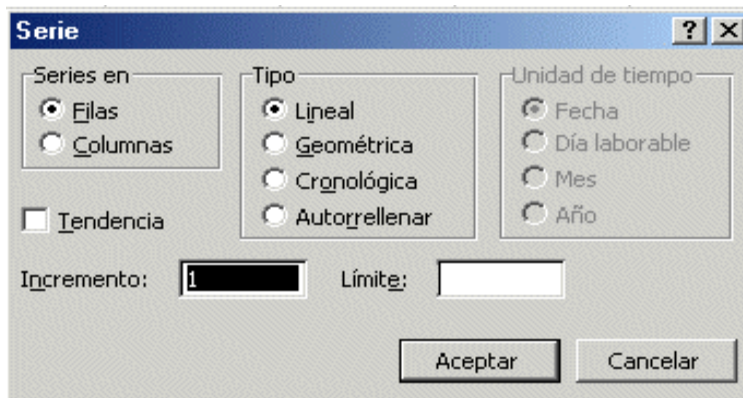 Serie
Series en
Filas
Columnas
Tendencia
Tipo
Lineal
Geométrica
Cronológica
Autorrellenar
Unidad de tiempo
Fecha
Día laborable
Mes
Año
Incremento: 1 Límite:
Aceptar Cancelar